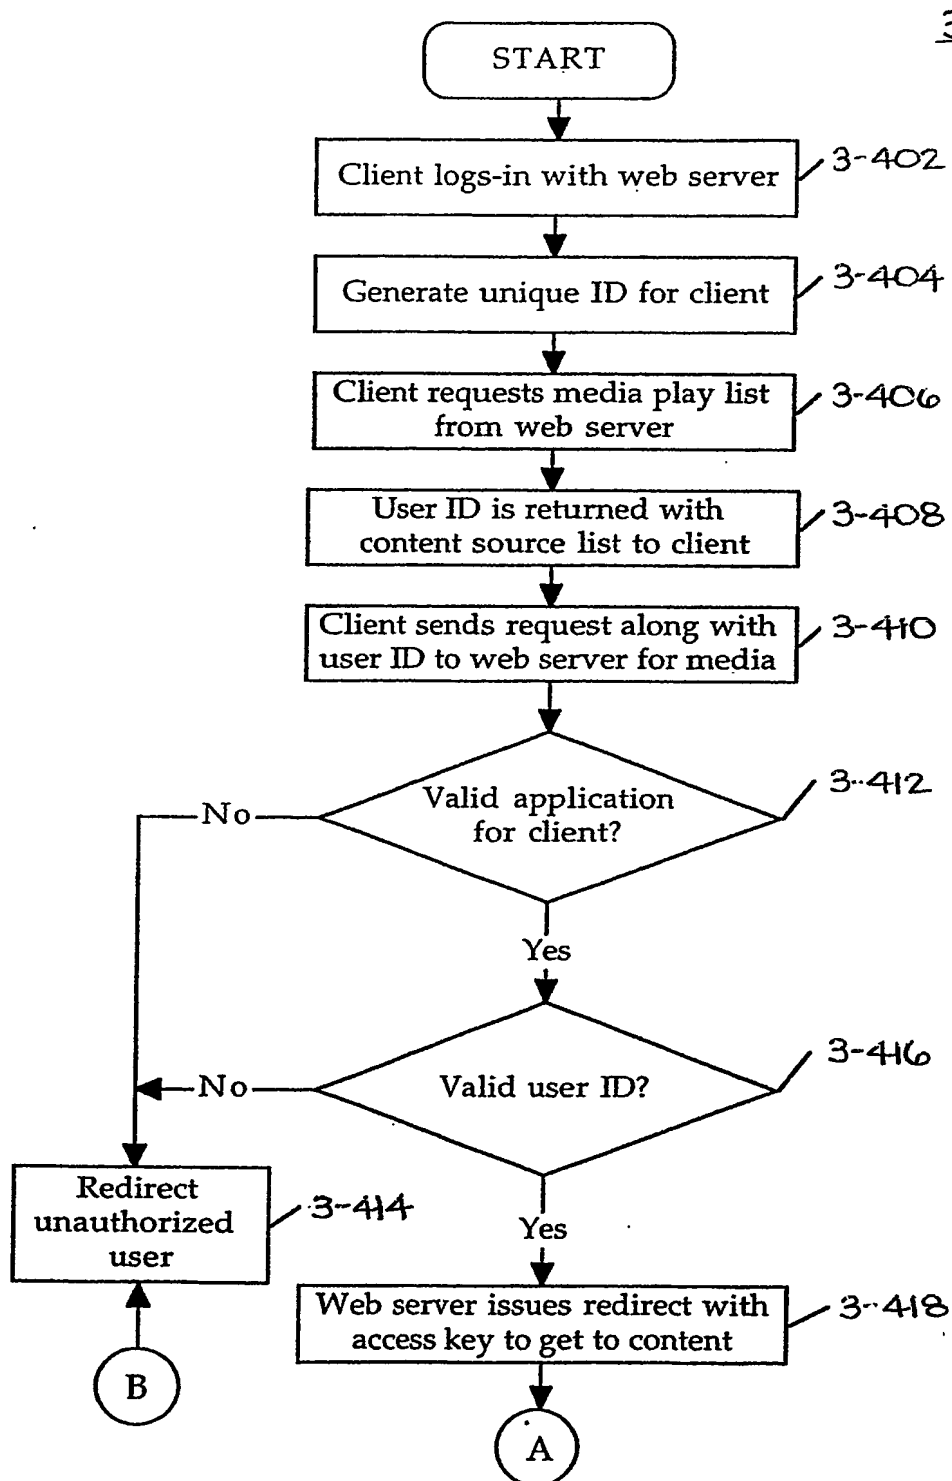 START
Client logs-in with web server
3-402
Generate unique ID for client
3-404
Client requests media play list
from web server
3-406
User ID is returned with
content source list to client
3-408
Client sends request along with
user ID to web server for media
3-410
Valid application
for client?
3-412
No
Yes
Valid user ID?
3-416
No
Redirect
unauthorized
user
3-414
Yes
Web server issues redirect with
access key to get to content
3-418
B
A